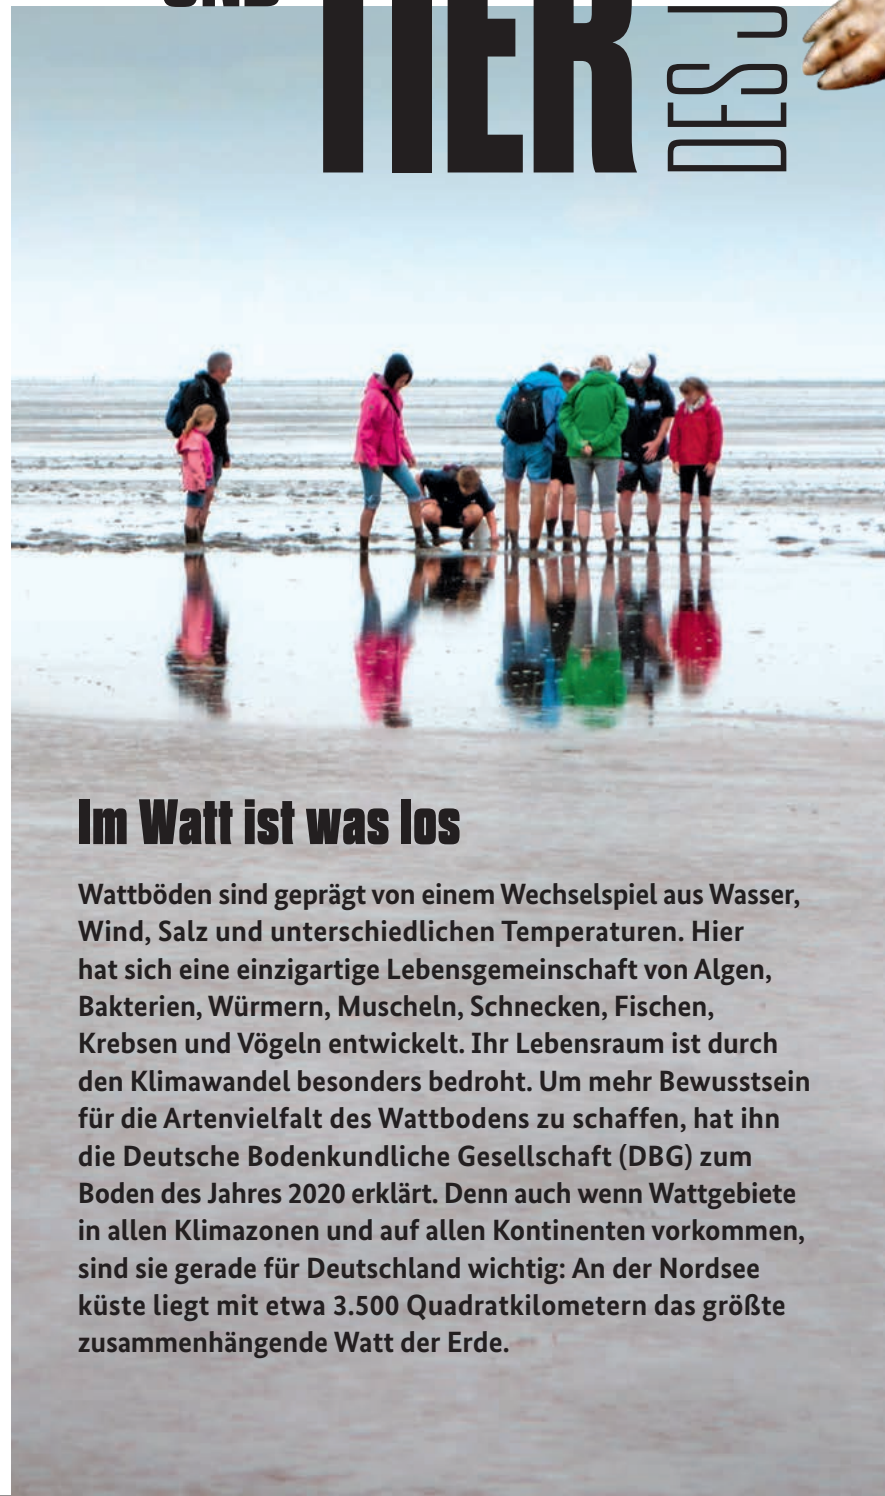 UND
TIER
DES J
Im Watt ist was los
Wattböden sind geprägt von einem Wechselspiel aus Wasser,
Wind, Salz und unterschiedlichen Temperaturen. Hier
hat sich eine einzigartige Lebensgemeinschaft von Algen,
Bakterien, Würmern, Muscheln, Schnecken, Fischen,
Krebsen und Vögeln entwickelt. Ihr Lebensraum ist durch
den Klimawandel besonders bedroht. Um mehr Bewusstsein
für die Artenvielfalt des Wattbodens zu schaffen, hat ihn
die Deutsche Bodenkundliche Gesellschaft (DBG) zum
Boden des Jahres 2020 erklärt. Denn auch wenn Wattgebiete
in allen Klimazonen und auf allen Kontinenten vorkommen,
sind sie gerade für Deutschland wichtig: An der Nordsee
küste liegt mit etwa 3.500 Quadratkilometern das größte
zusammenhängende Watt der Erde.